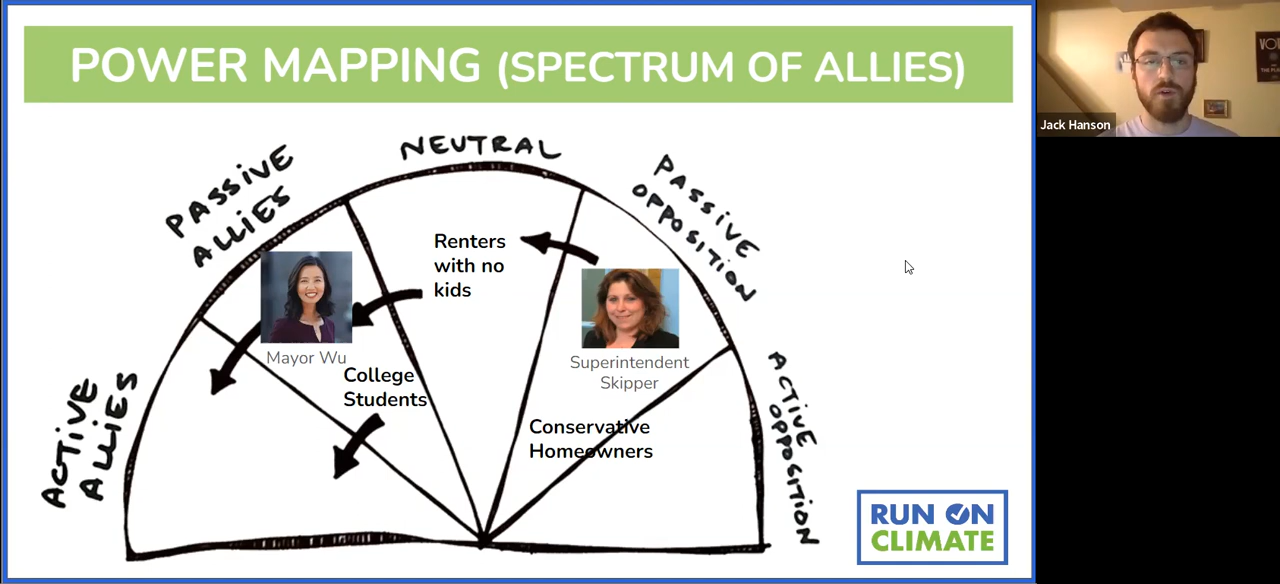 POWER MAPPING (SPECTRUM OF ALLIES)
Jack Hanson
NEUTRAL
PASSIVE
ALLIES
PASSIVE
OPPOSITION
Renters
with no
kids
Mayor Wu
College
Students
Superintendent
Skipper
Conservative
Homeowners
ACTIVE
ALLIES
ACTIVE
OPPOSITION
RUN ON
CLIMATE